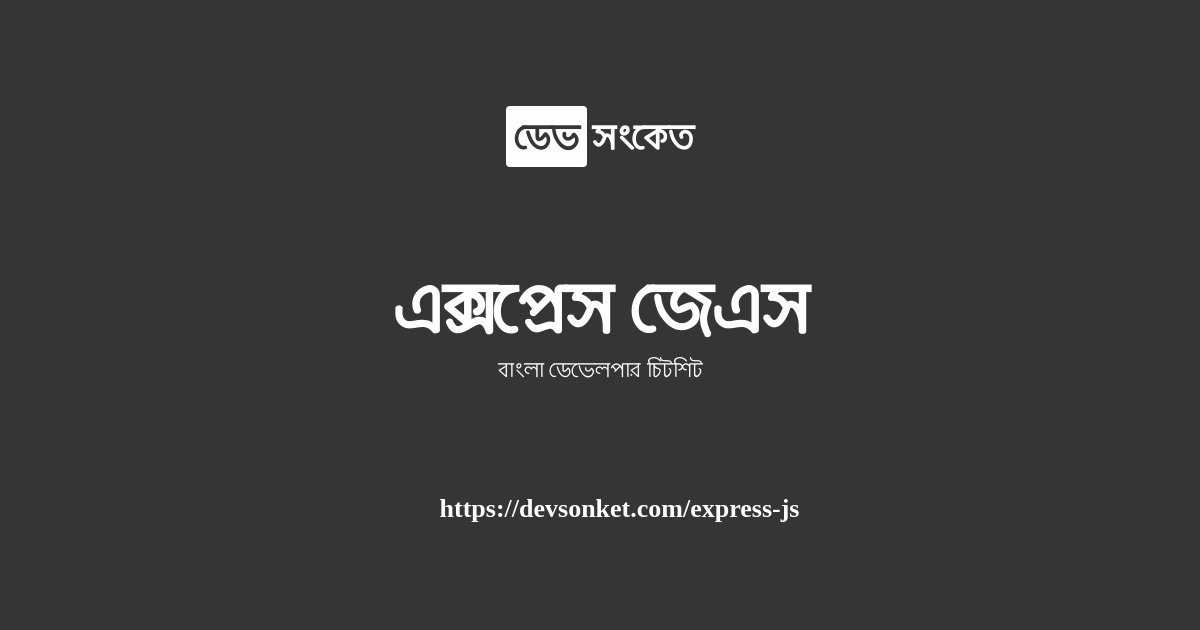 ডেভ সংকেত
এক্সপ্রেস জেএস
বাংলা ডেভেলপার চিটশিট
https://devsonket.com/express-js